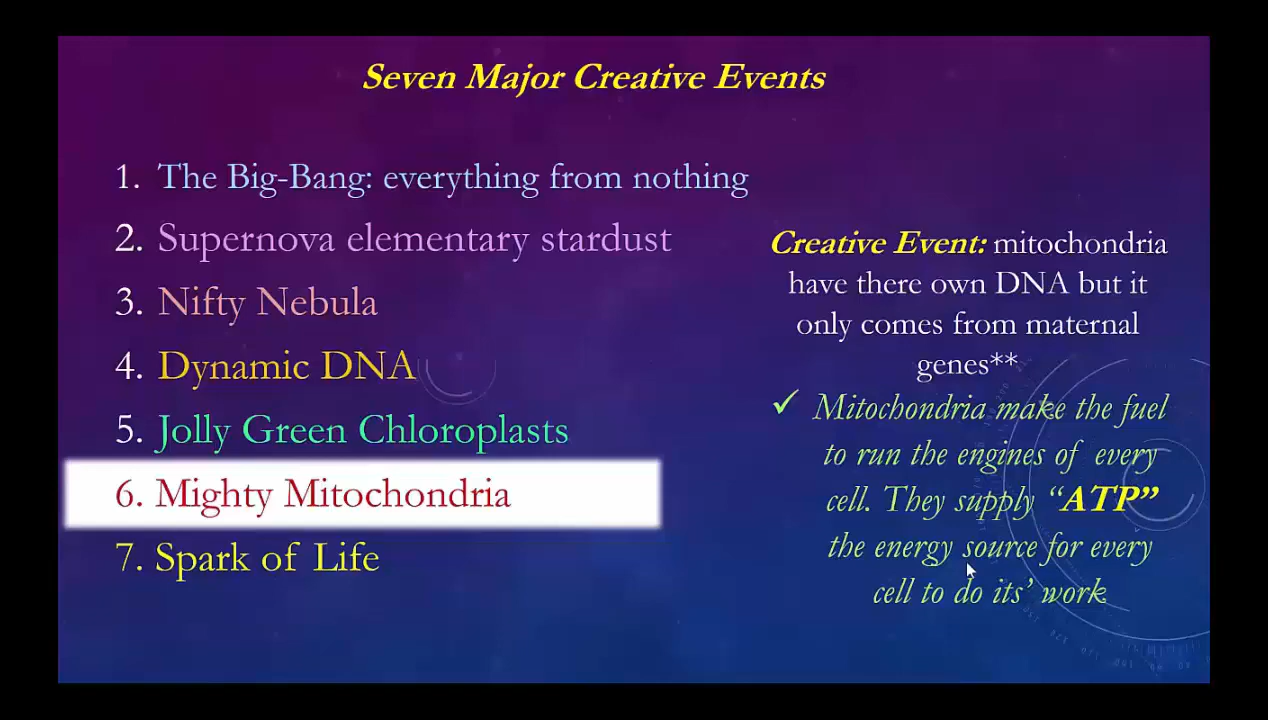 Seven Major Creative Events
1. The Big-Bang: everything from nothing
2. Supernova elementary stardust
3. Nifty Nebula
4. Dynamic DNA
5. Jolly Green Chloroplasts
6. Mighty Mitochondria
7. Spark of Life
Creative Event: mitochondria
have there own DNA but it
only comes from maternal
genes**
✓ Mitochondria make the fuel
to run the engines of every
cell. They supply “ATP”
the energy source for every
cell to do its’ work